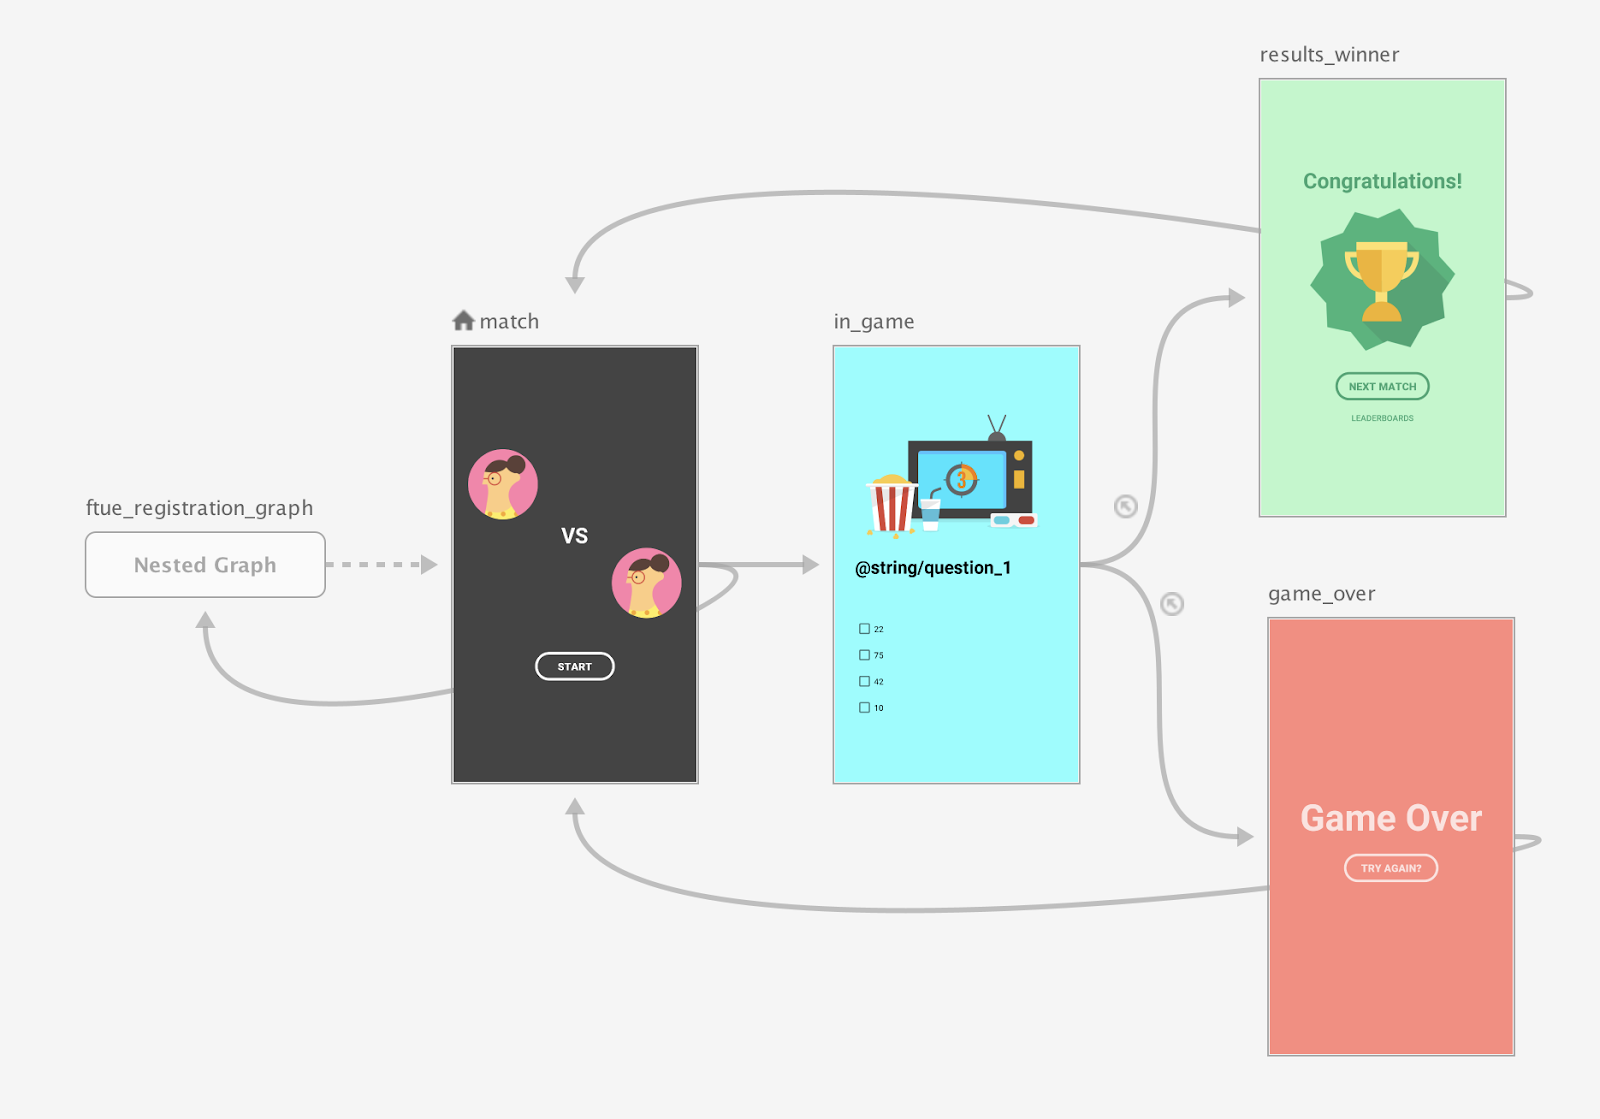 results_winner
Congratulations!
NEXT MATCH
LEADERBOARDS
match
VS
START
in_game
3
@string/question_1
22
75
42
10
ftue_registration_graph
Nested Graph
game_over
Game Over
TRY AGAIN?